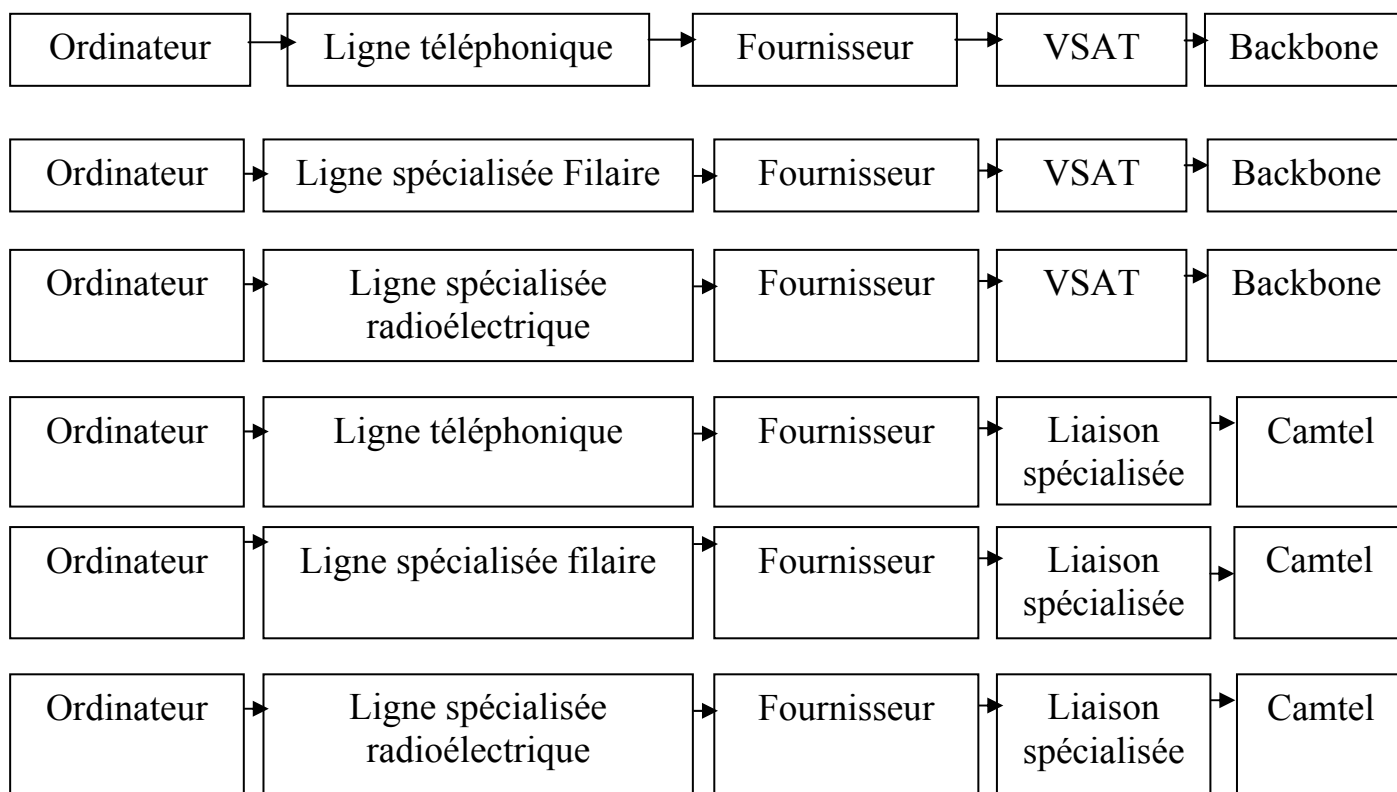 Ordinateur Ligne téléphonique Fournisseur VSAT Backbone
Ordinateur Ligne spécialisée Filaire Fournisseur VSAT Backbone
Ordinateur Ligne spécialisée Fournisseur VSAT Backbone
radioélectrique
Ordinateur Ligne téléphonique Fournisseur Liaison Camtel
spécialisée
Ordinateur Ligne spécialisée filaire Fournisseur Liaison Camtel
spécialisée
Ordinateur Ligne spécialisée Fournisseur Liaison Camtel
radioélectrique spécialisée